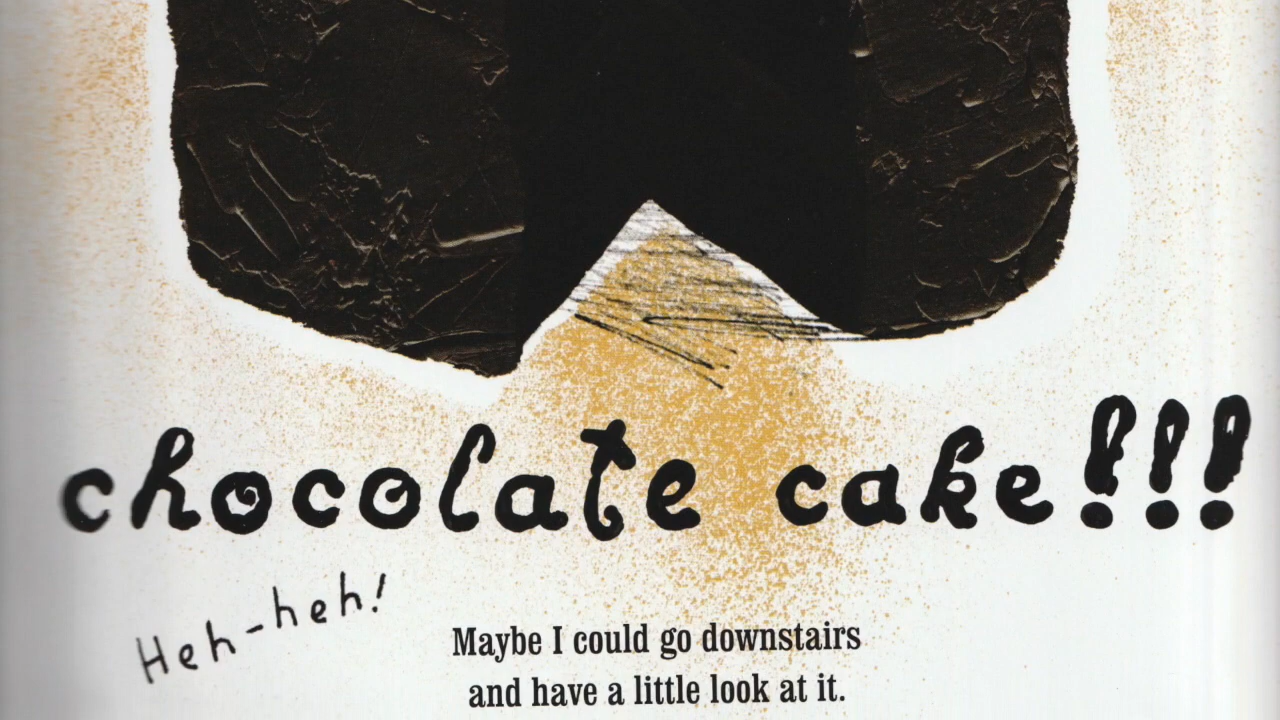 chocolate cake!!!
Heh-heh!
Maybe I could go downstairs
and have a little look at it.